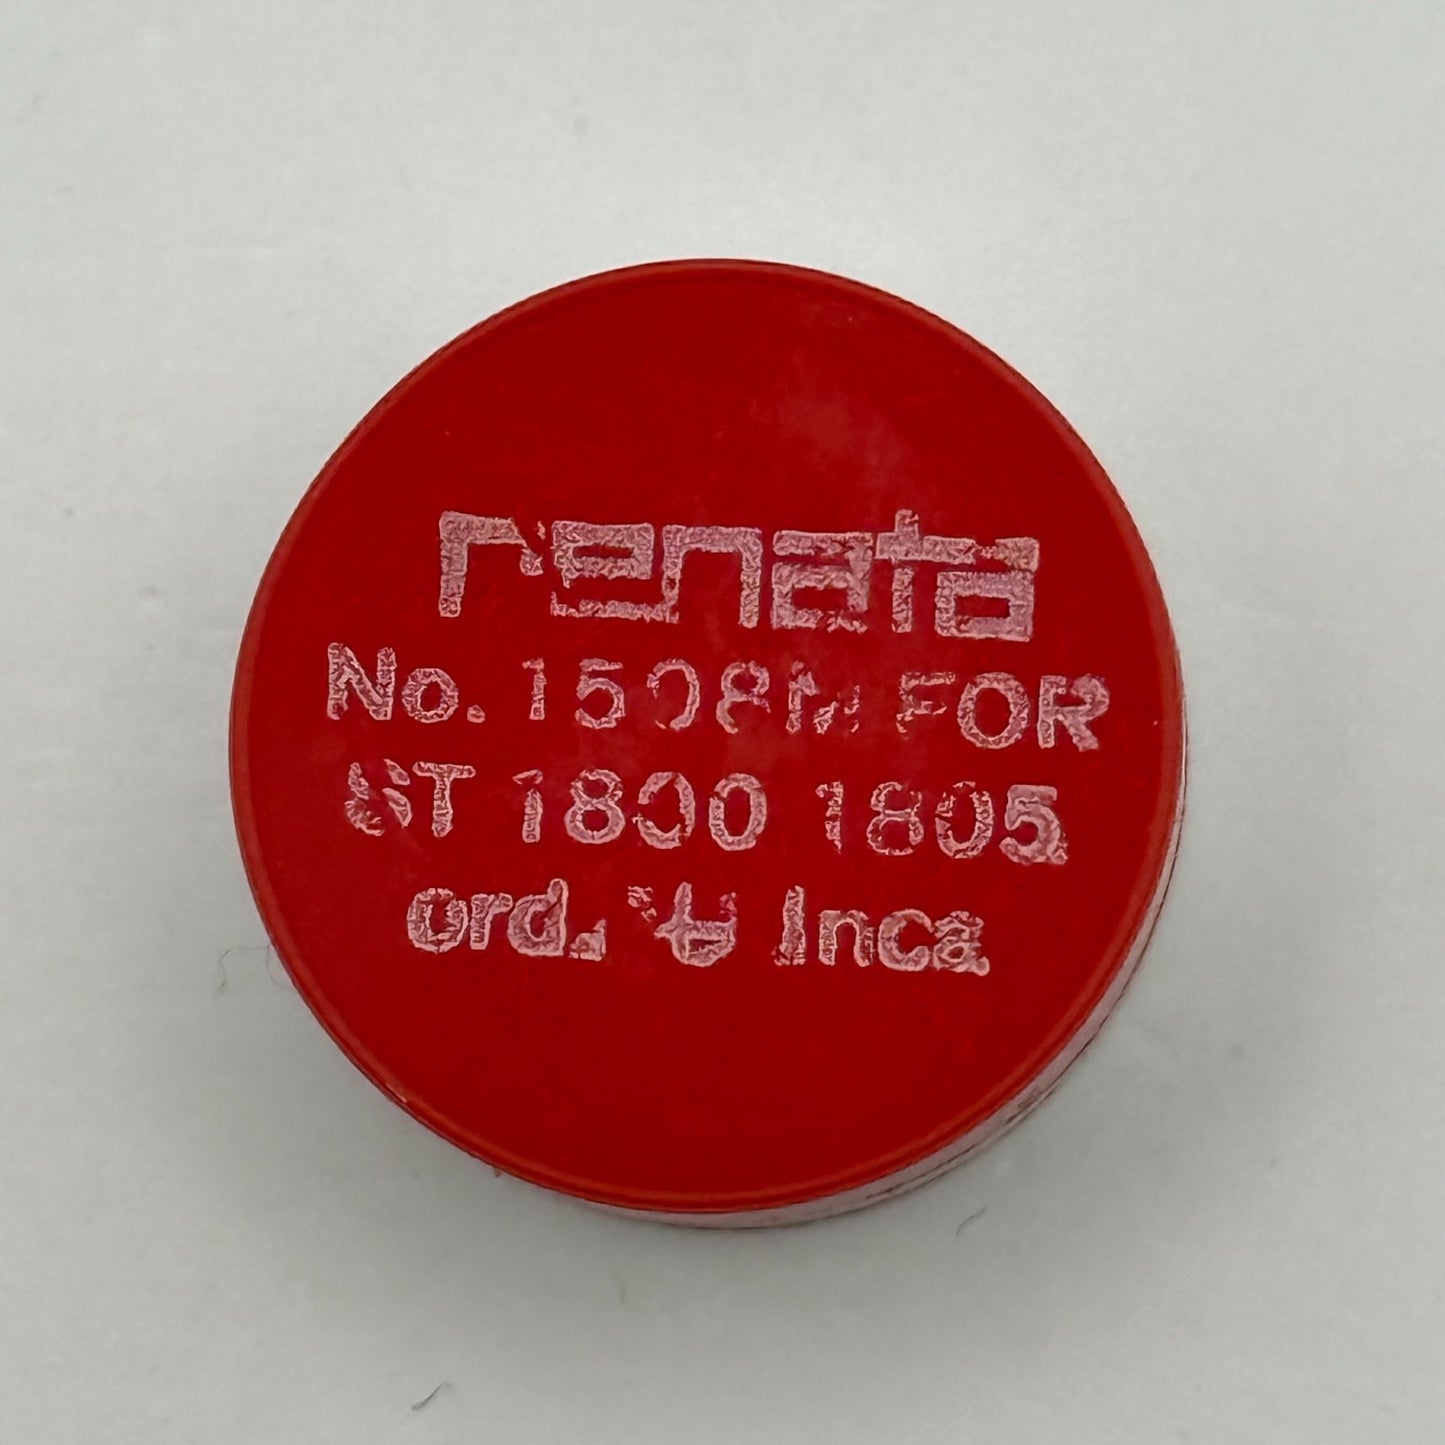 renata
No. 1508M FOR
ST 1800 1805
ord. Inca